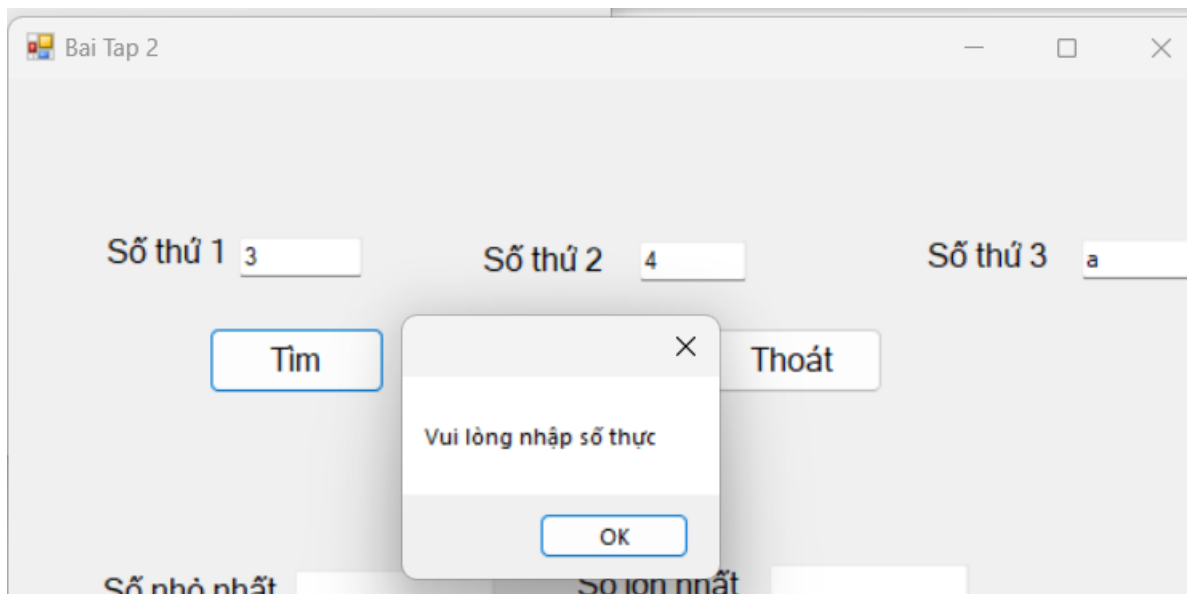 Bai Tap 2
Số thứ 1 3 Số thứ 2 4 Số thứ 3 a
Tìm Thoát
Vui lòng nhập số thực
OK
Số nhỏ nhất Số lớn nhất